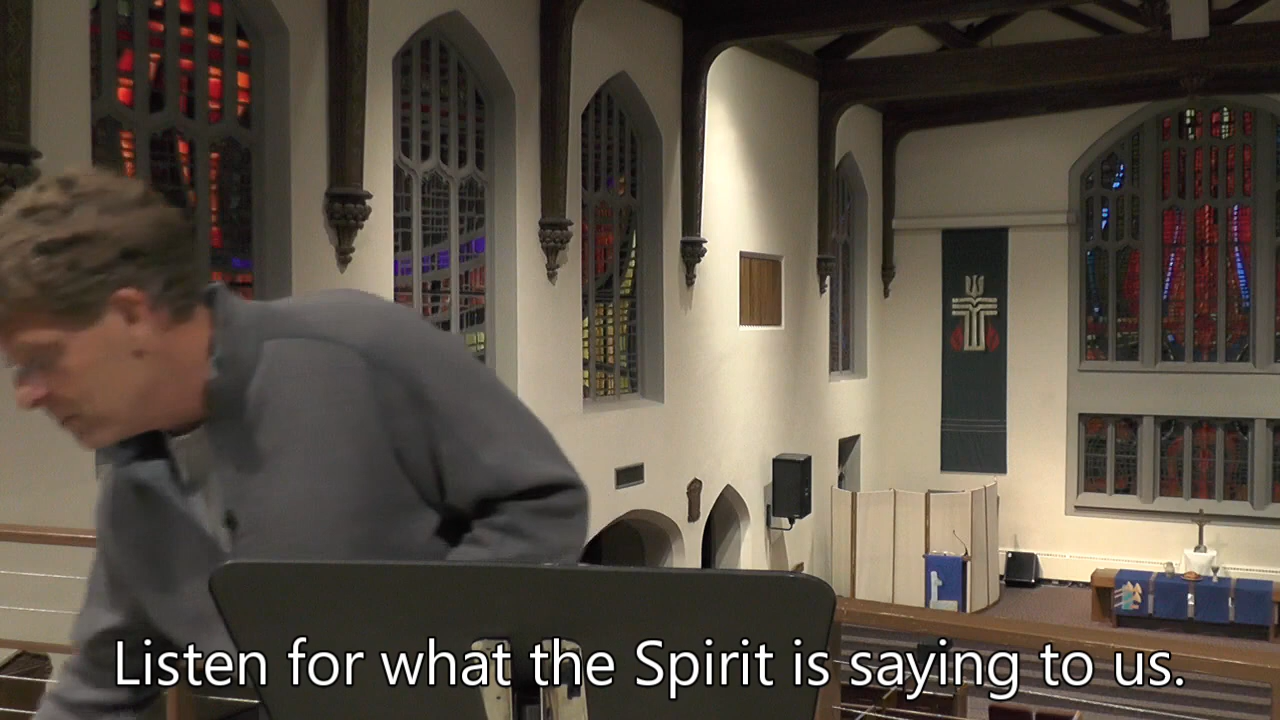 Listen for what the Spirit is saying to us.